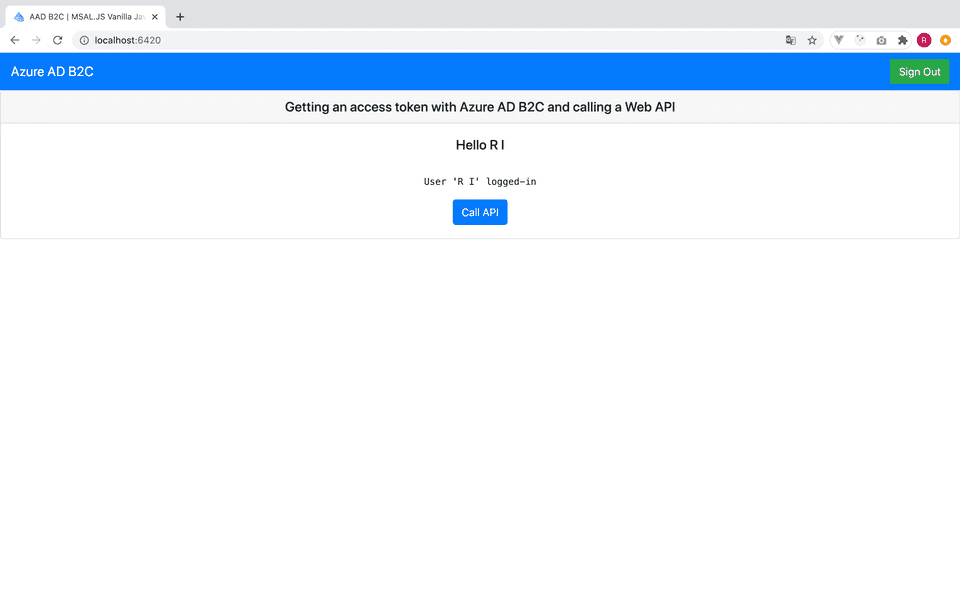 AAD B2C | MSAL.JS Vanilla Jav
localhost:6420
R
Azure AD B2C
Sign Out
Getting an access token with Azure AD B2C and calling a Web API
Hello R I
User 'R I' logged-in
Call API